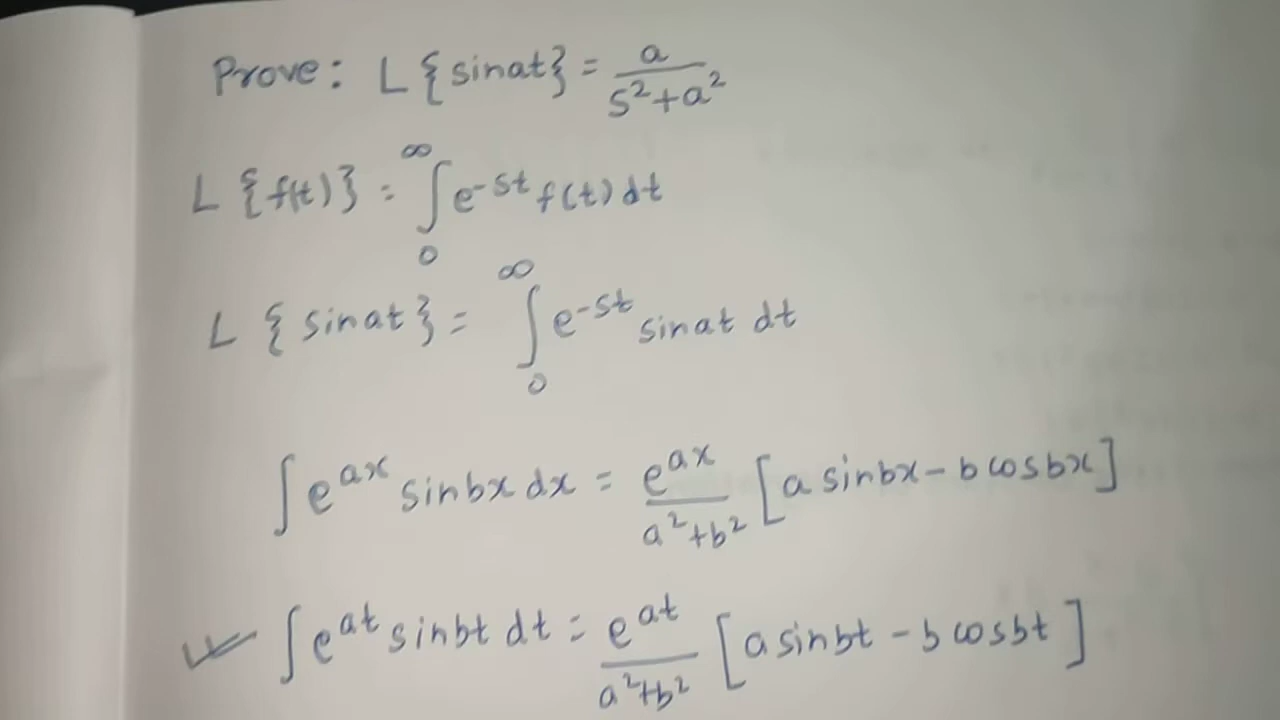 Prove: L{sinat} = a/(s²+a²)
L{f(t)} = ∫₀^∞ e^(-st) f(t) dt
L{sinat} = ∫₀^∞ e^(-st) sinat dt
∫e^(ax) sinbx dx = e^(ax)/(a²+b²) [a sinbx - b cosbx]
✓ ∫e^(at) sinbt dt = e^(at)/(a²+b²) [a sinbt - b cosbt]